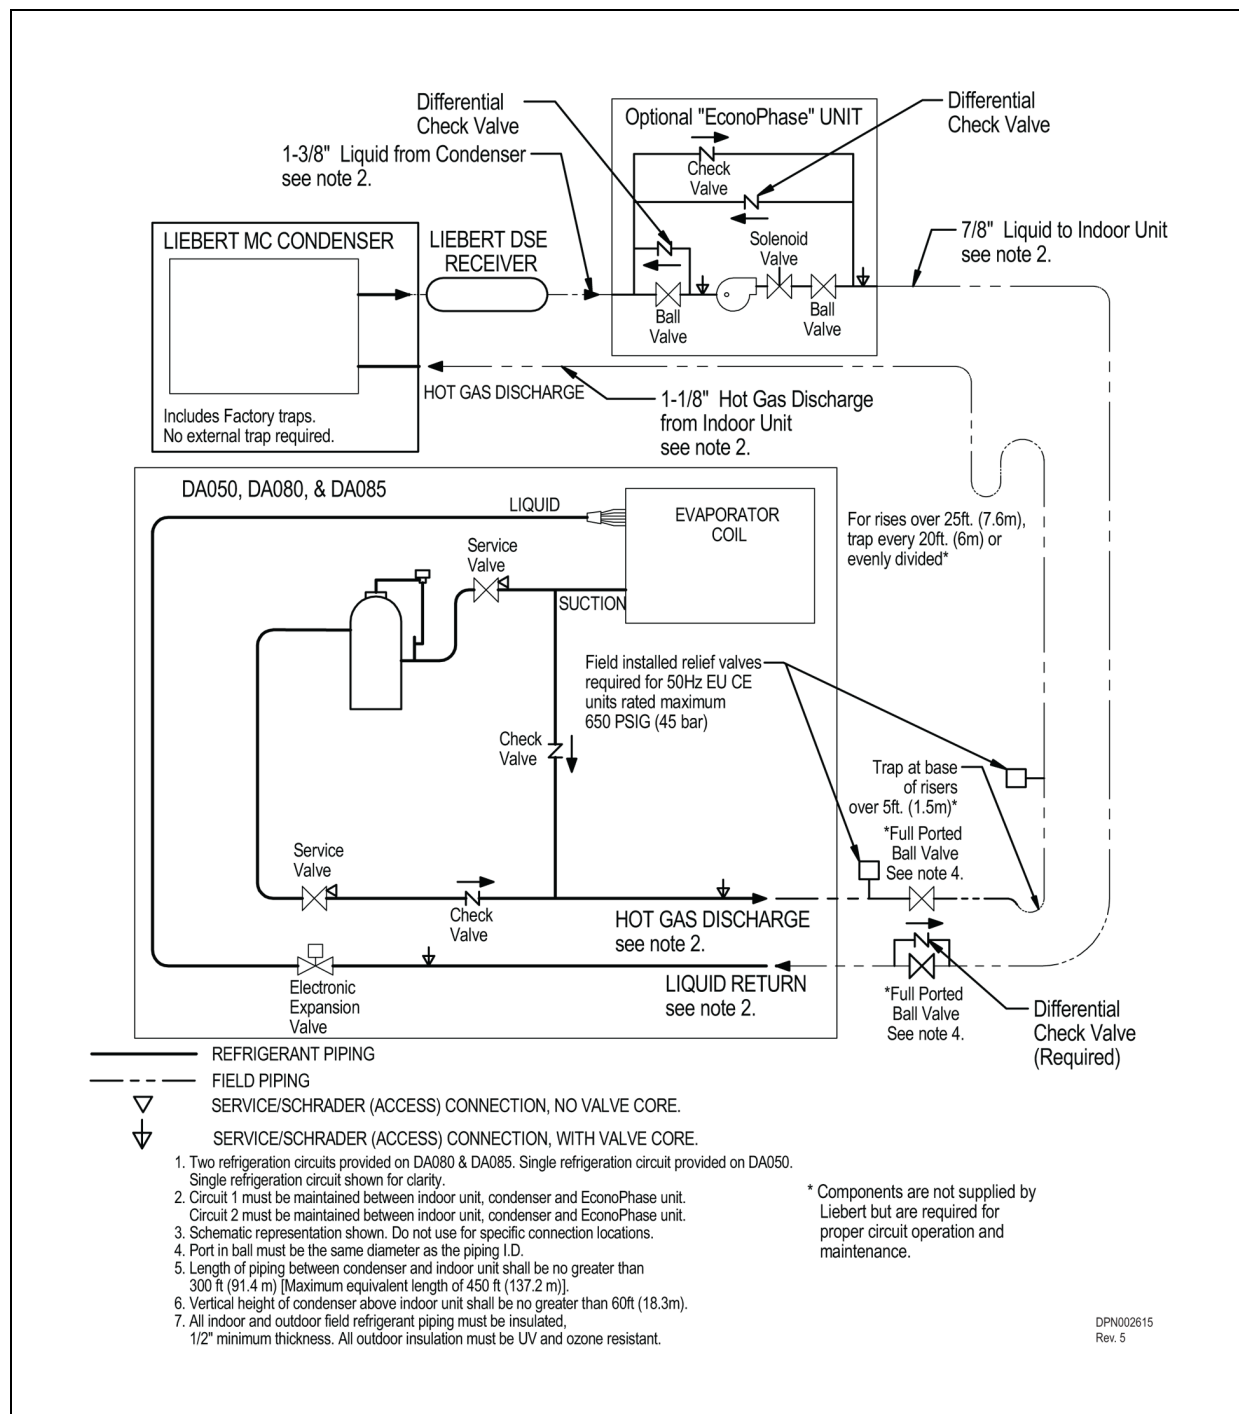 Differential
Check Valve
Optional "EconoPhase" UNIT
Differential
Check Valve
1-3/8" Liquid from Condenser
see note 2.
Check
Valve
LIEBERT MC CONDENSER
LIEBERT DSE
RECEIVER
Solenoid
Valve
7/8" Liquid to Indoor Unit
see note 2.
Ball
Valve
Ball
Valve
HOT GAS DISCHARGE
1-1/8" Hot Gas Discharge
from Indoor Unit
see note 2.
Includes Factory traps.
No external trap required.
DA050, DA080, & DA085
LIQUID
EVAPORATOR
COIL
For rises over 25ft. (7.6m),
trap every 20ft. (6m) or
evenly divided*
Service
Valve
SUCTION
Field installed relief valves
required for 50Hz EU CE
units rated maximum
650 PSIG (45 bar)
Check
Valve
Trap at base
of risers
over 5ft. (1.5m)*
*Full Ported
Ball Valve
See note 4.
Service
Valve
Check
Valve
HOT GAS DISCHARGE
see note 2.
LIQUID RETURN
see note 2.
Electronic
Expansion
Valve
*Full Ported
Ball Valve
See note 4.
Differential
Check Valve
(Required)
REFRIGERANT PIPING
FIELD PIPING
SERVICE/SCHRADER (ACCESS) CONNECTION, NO VALVE CORE.
SERVICE/SCHRADER (ACCESS) CONNECTION, WITH VALVE CORE.
1. Two refrigeration circuits provided on DA080 & DA085. Single refrigeration circuit provided on DA050.
Single refrigeration circuit shown for clarity.
2. Circuit 1 must be maintained between indoor unit, condenser and EconoPhase unit.
Circuit 2 must be maintained between indoor unit, condenser and EconoPhase unit.
3. Schematic representation shown. Do not use for specific connection locations.
4. Port in ball must be the same diameter as the piping I.D.
5. Length of piping between condenser and indoor unit shall be no greater than
300 ft (91.4 m) [Maximum equivalent length of 450 ft (137.2 m)].
6. Vertical height of condenser above indoor unit shall be no greater than 60ft (18.3m).
7. All indoor and outdoor field refrigerant piping must be insulated,
1/2" minimum thickness. All outdoor insulation must be UV and ozone resistant.
* Components are not supplied by
Liebert but are required for
proper circuit operation and
maintenance.
DPN002615
Rev. 5